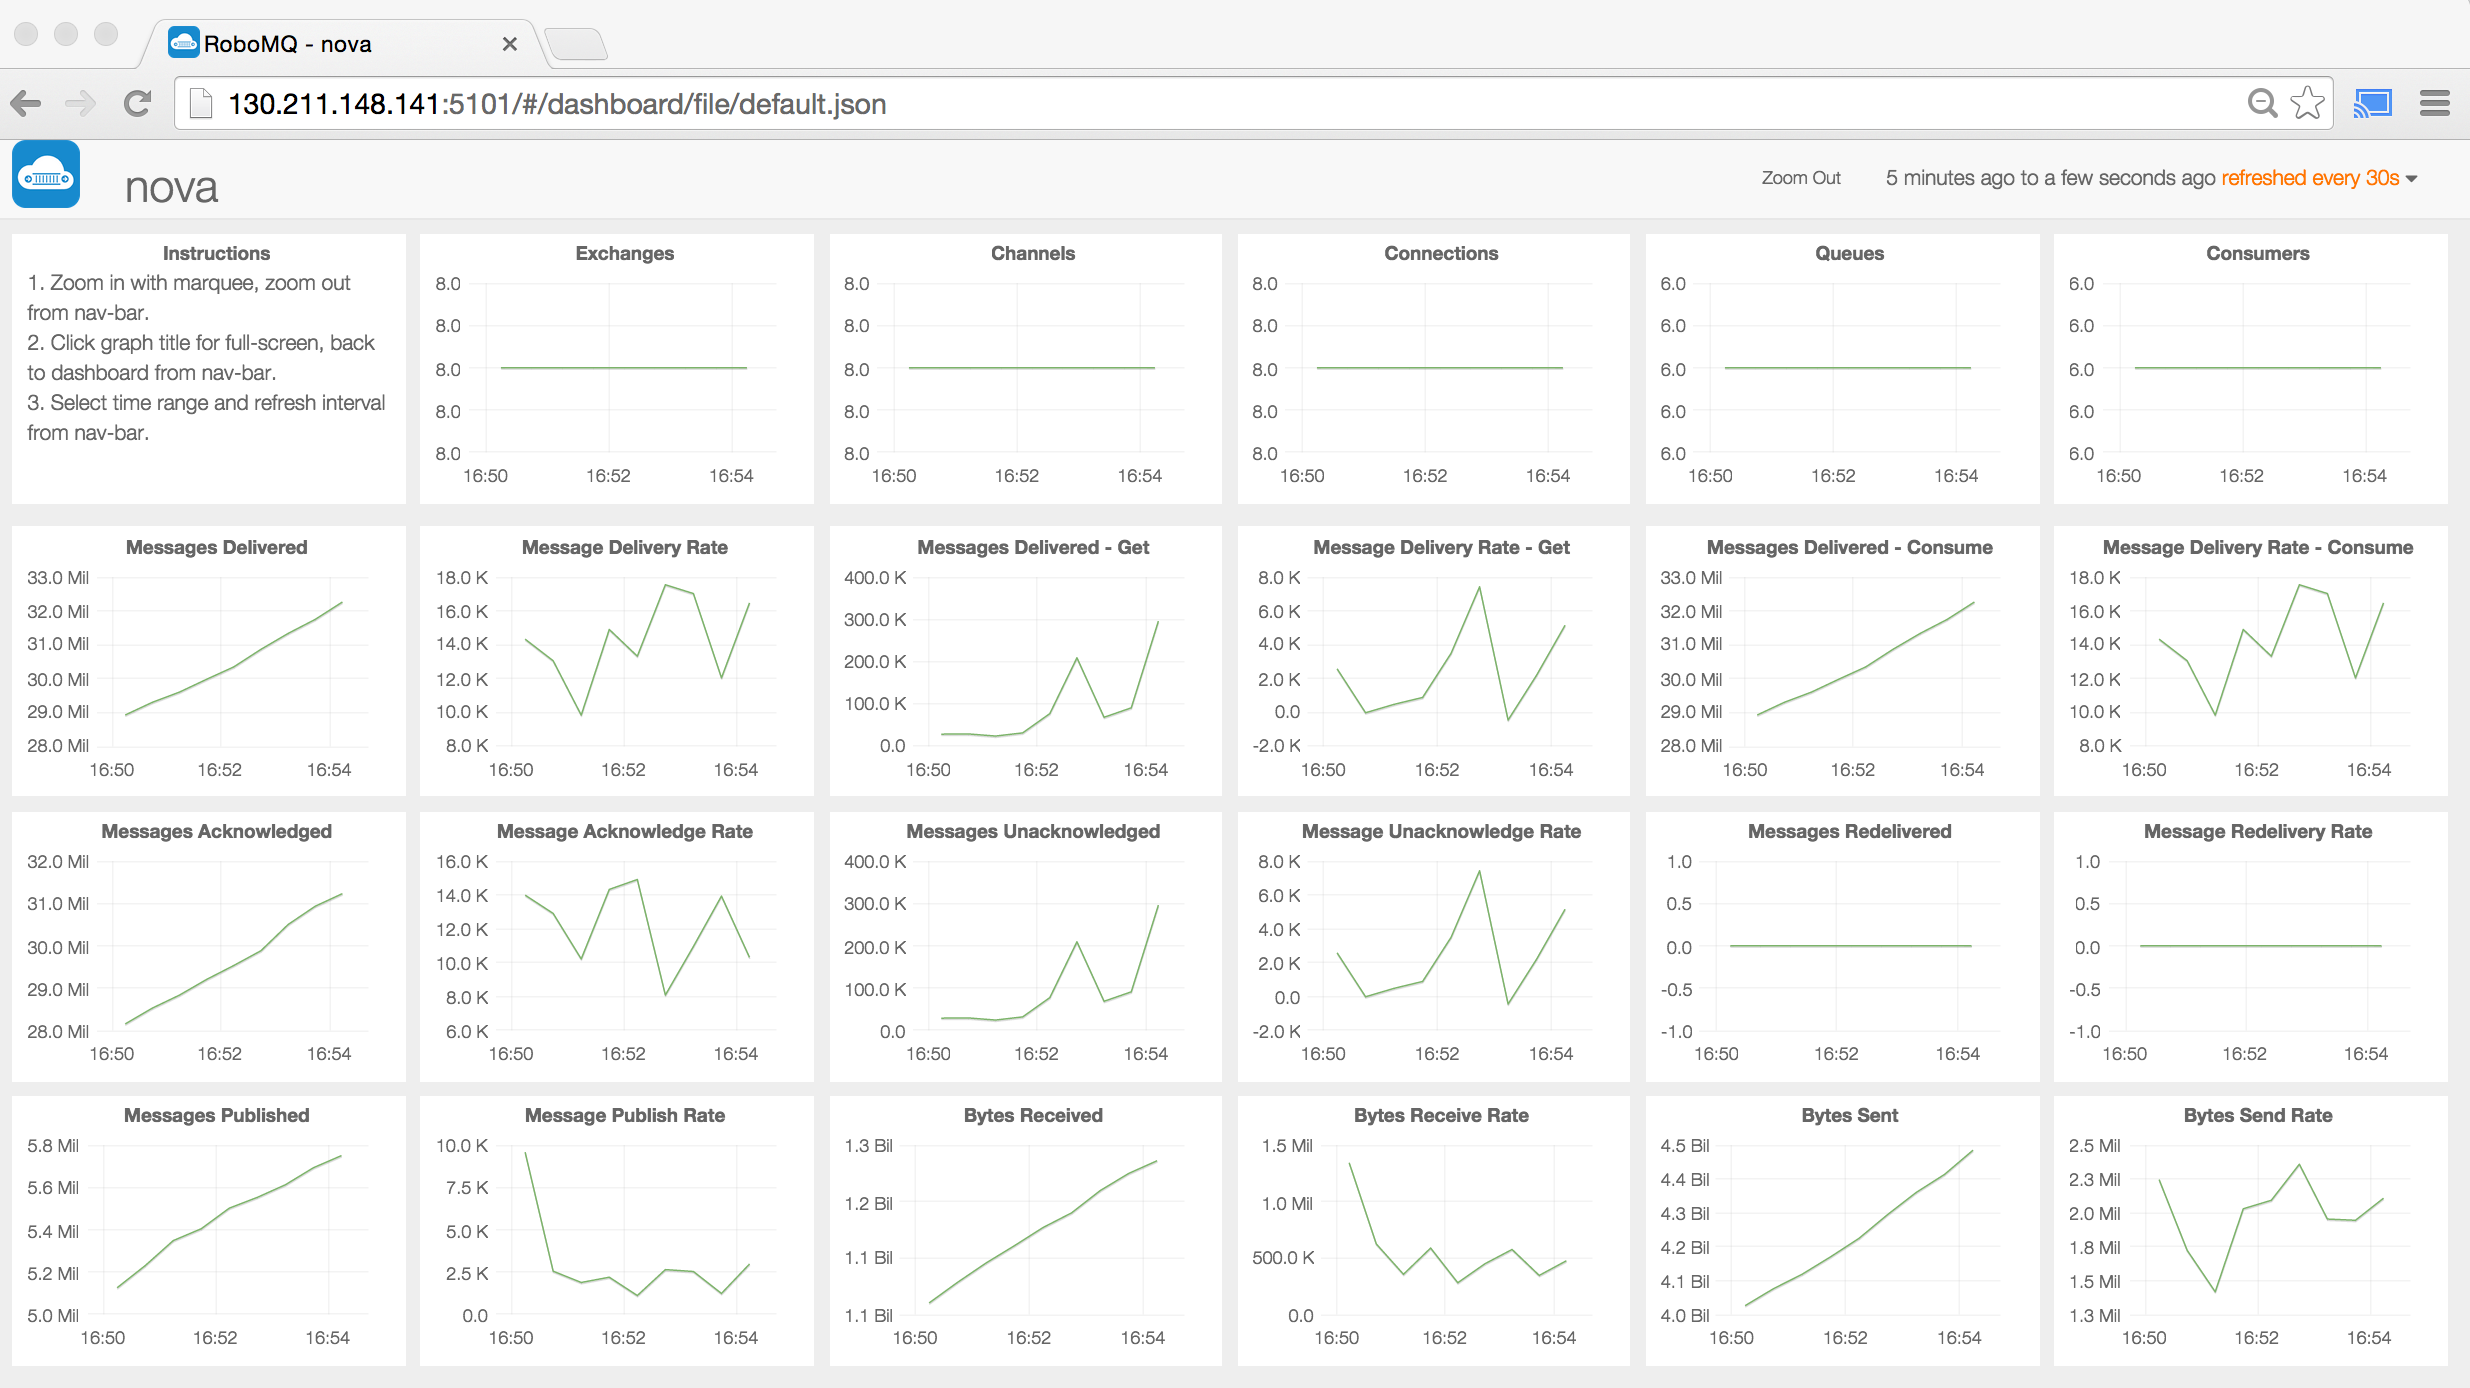 RoboMQ - nova
130.211.148.141:5101/#/dashboard/file/default.json
nova
Zoom Out
5 minutes ago to a few seconds ago refreshed every 30s
Instructions
1. Zoom in with marquee, zoom out
from nav-bar.
2. Click graph title for full-screen, back
to dashboard from nav-bar.
3. Select time range and refresh interval
from nav-bar.
Exchanges
8.0
8.0
8.0
8.0
8.0
16:50 16:52 16:54
Channels
8.0
8.0
8.0
8.0
8.0
16:50 16:52 16:54
Connections
8.0
8.0
8.0
8.0
8.0
16:50 16:52 16:54
Queues
6.0
6.0
6.0
6.0
6.0
16:50 16:52 16:54
Consumers
6.0
6.0
6.0
6.0
6.0
16:50 16:52 16:54
Messages Delivered
33.0 Mil
32.0 Mil
31.0 Mil
30.0 Mil
29.0 Mil
28.0 Mil
16:50 16:52 16:54
Message Delivery Rate
18.0 K
16.0 K
14.0 K
12.0 K
10.0 K
8.0 K
16:50 16:52 16:54
Messages Delivered - Get
400.0 K
300.0 K
200.0 K
100.0 K
0.0
16:50 16:52 16:54
Message Delivery Rate - Get
8.0 K
6.0 K
4.0 K
2.0 K
0.0
-2.0 K
16:50 16:52 16:54
Messages Delivered - Consume
33.0 Mil
32.0 Mil
31.0 Mil
30.0 Mil
29.0 Mil
28.0 Mil
16:50 16:52 16:54
Message Delivery Rate - Consume
18.0 K
16.0 K
14.0 K
12.0 K
10.0 K
8.0 K
16:50 16:52 16:54
Messages Acknowledged
32.0 Mil
31.0 Mil
30.0 Mil
29.0 Mil
28.0 Mil
16:50 16:52 16:54
Message Acknowledge Rate
16.0 K
14.0 K
12.0 K
10.0 K
8.0 K
6.0 K
16:50 16:52 16:54
Messages Unacknowledged
400.0 K
300.0 K
200.0 K
100.0 K
0.0
16:50 16:52 16:54
Message Unacknowledge Rate
8.0 K
6.0 K
4.0 K
2.0 K
0.0
-2.0 K
16:50 16:52 16:54
Messages Redelivered
1.0
0.5
0.0
-0.5
-1.0
16:50 16:52 16:54
Message Redelivery Rate
1.0
0.5
0.0
-0.5
-1.0
16:50 16:52 16:54
Messages Published
5.8 Mil
5.6 Mil
5.4 Mil
5.2 Mil
5.0 Mil
16:50 16:52 16:54
Message Publish Rate
10.0 K
7.5 K
5.0 K
2.5 K
0.0
16:50 16:52 16:54
Bytes Received
1.3 Bil
1.2 Bil
1.1 Bil
1.1 Bil
16:50 16:52 16:54
Bytes Receive Rate
1.5 Mil
1.0 Mil
500.0 K
0.0
16:50 16:52 16:54
Bytes Sent
4.5 Bil
4.4 Bil
4.3 Bil
4.2 Bil
4.1 Bil
4.0 Bil
16:50 16:52 16:54
Bytes Send Rate
2.5 Mil
2.3 Mil
2.0 Mil
1.8 Mil
1.5 Mil
1.3 Mil
16:50 16:52 16:54